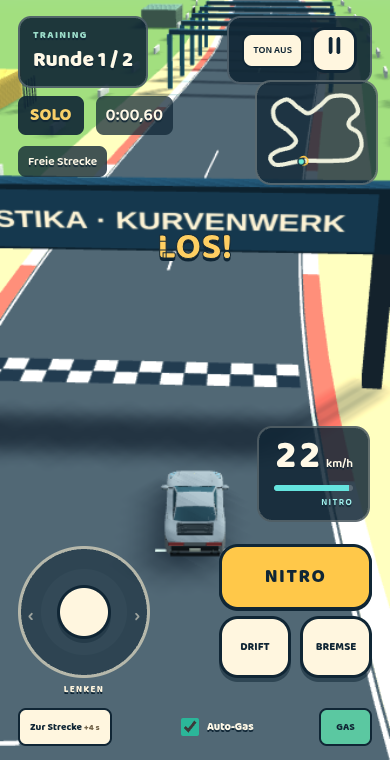 TRAINING
Runde 1 / 2
TON AUS
SOLO
0:00,60
Freie Strecke
STIKA · KURVENWERK
LOS!
22 km/h
NITRO
NITRO
DRIFT
BREMSE
‹ ›
LENKEN
Zur Strecke +4 s
Auto-Gas
GAS